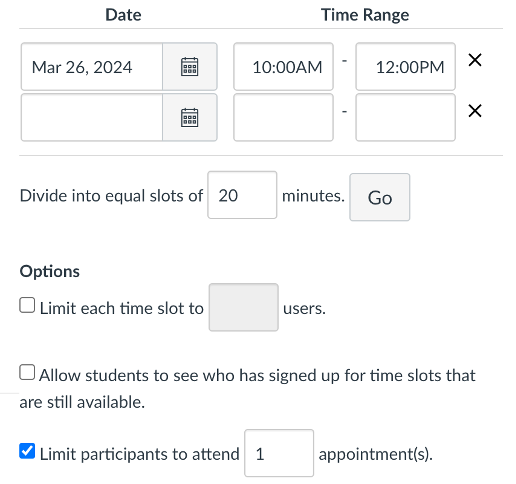 Date Time Range
Mar 26, 2024 10:00AM - 12:00PM
-
Divide into equal slots of 20 minutes. Go
Options
Limit each time slot to users.
Allow students to see who has signed up for time slots that
are still available.
Limit participants to attend 1 appointment(s).